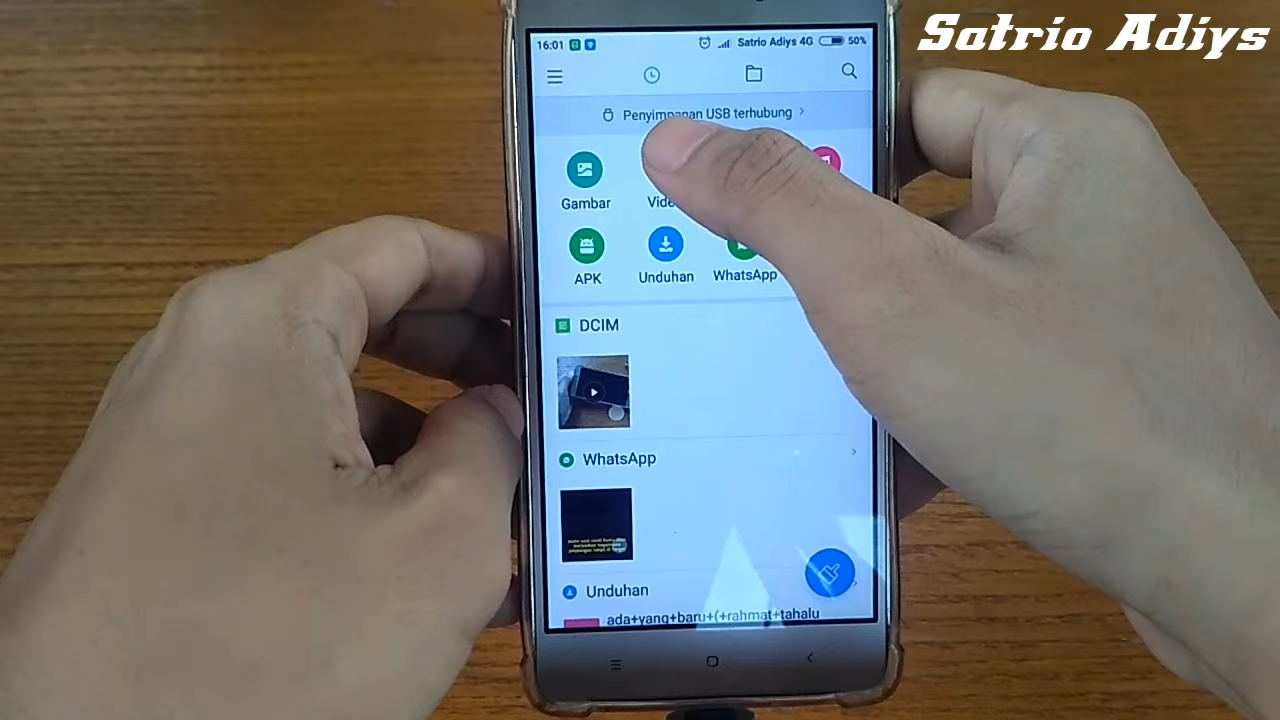 Satrio Adiys
16:01 Satrio Adiys 4G 50%
Penyimpanan USB terhubung
Gambar
APK Unduhan WhatsApp
DCIM
WhatsApp
Unduhan
ada+yang+baru+(+rahmat+tahalu